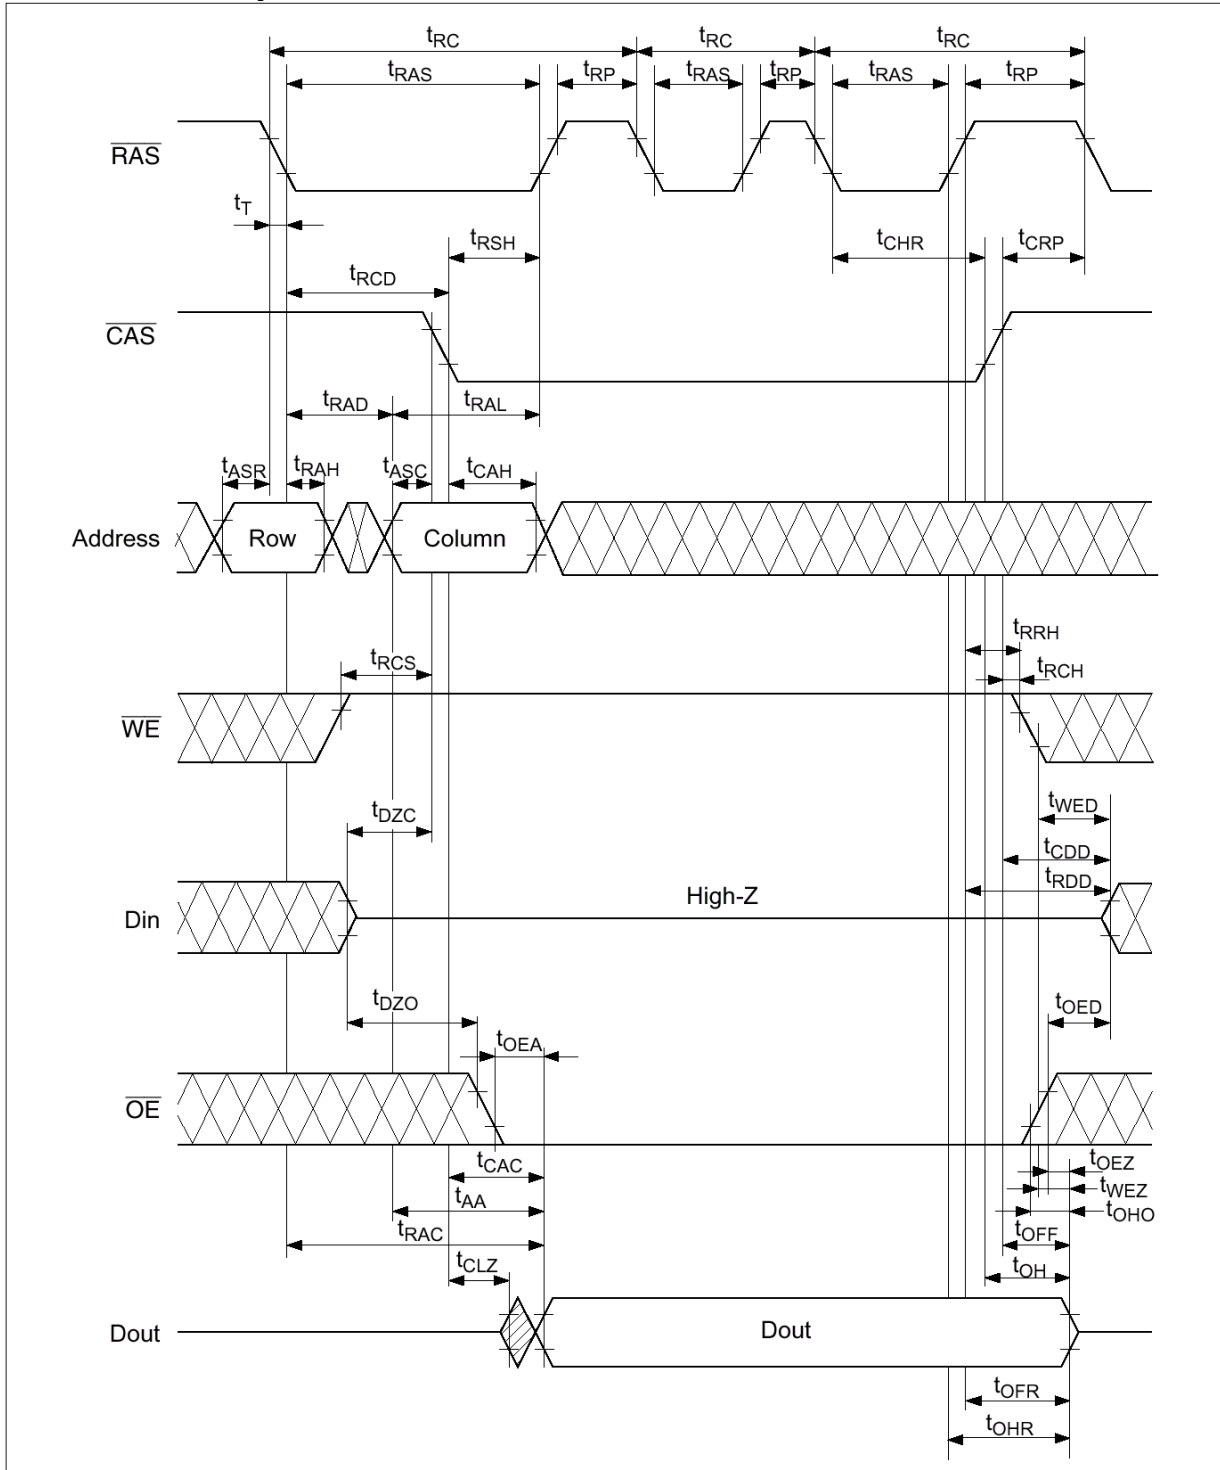 tRC tRC tRC
tRAS tRP tRAS tRP tRAS tRP
RAS
tT
tRSH tCHR tCRP
tRCD
CAS
tRAD tRAL
tASR tRAH tASC tCAH
Address Row Column
tRRH
tRCS tRCH
WE
tWED
tDZC
tCDD
tRDD
High-Z
Din
tDZO tOED
tOEA
OE
tCAC tOEZ
tAA tWEZ
tRAC tOHO
tOFF
tCLZ tOH
Dout Dout
tOFR
tOHR